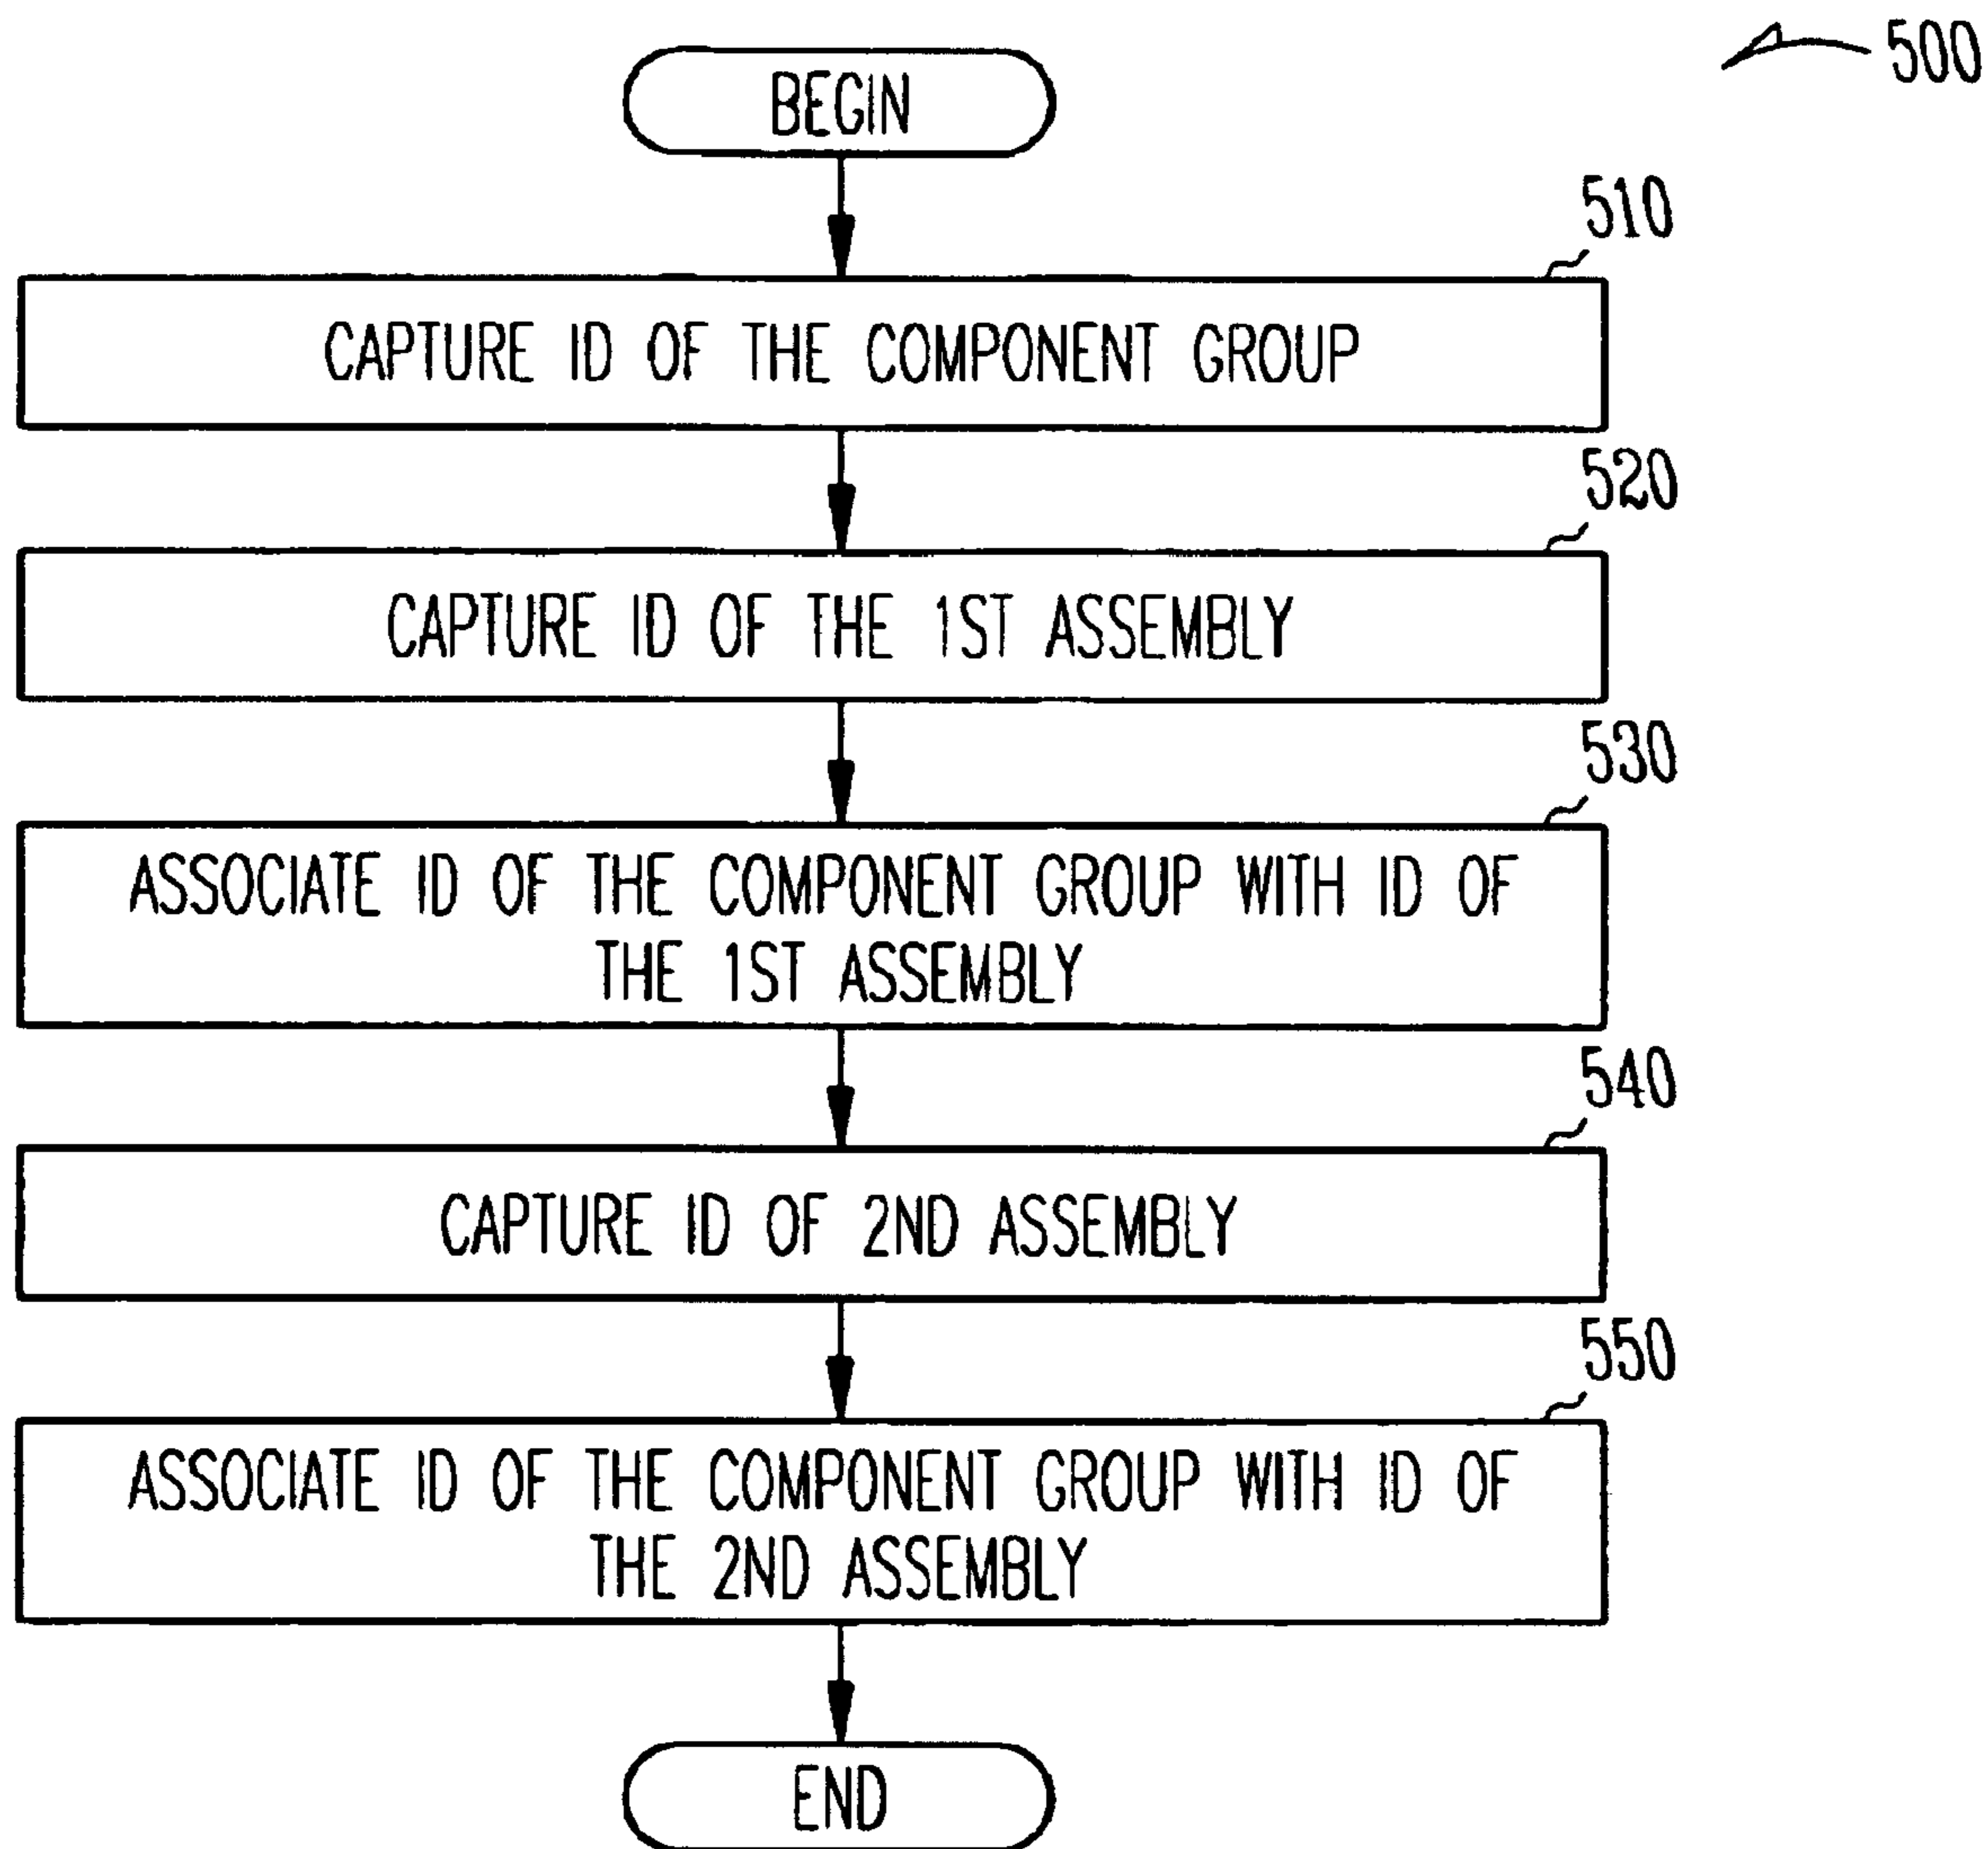 500
BEGIN
510
CAPTURE ID OF THE COMPONENT GROUP
520
CAPTURE ID OF THE 1ST ASSEMBLY
530
ASSOCIATE ID OF THE COMPONENT GROUP WITH ID OF
THE 1ST ASSEMBLY
540
CAPTURE ID OF 2ND ASSEMBLY
550
ASSOCIATE ID OF THE COMPONENT GROUP WITH ID OF
THE 2ND ASSEMBLY
END